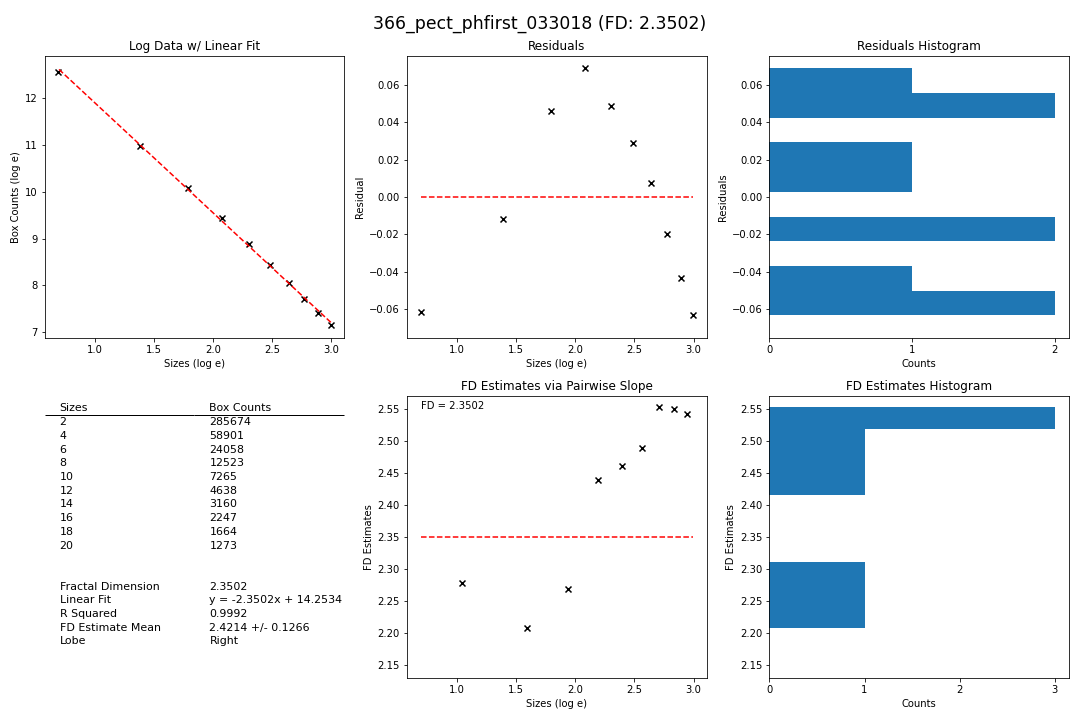 366_pect_phfirst_033018 (FD: 2.3502)
Log Data w/ Linear Fit
12
11
10
9
8
7
Box Counts (log e)
1.0 1.5 2.0 2.5 3.0
Sizes (log e)
Residuals
0.06
0.04
0.02
0.00
−0.02
−0.04
−0.06
Residual
1.0 1.5 2.0 2.5 3.0
Sizes (log e)
Residuals Histogram
0.06
0.04
0.02
0.00
−0.02
−0.04
−0.06
Residuals
0 1 2
Counts
Sizes Box Counts
2 285674
4 58901
6 24058
8 12523
10 7265
12 4638
14 3160
16 2247
18 1664
20 1273
Fractal Dimension 2.3502
Linear Fit y = -2.3502x + 14.2534
R Squared 0.9992
FD Estimate Mean 2.4214 +/- 0.1266
Lobe Right
FD Estimates via Pairwise Slope
FD = 2.3502
2.55
2.50
2.45
2.40
2.35
2.30
2.25
2.20
2.15
FD Estimates
1.0 1.5 2.0 2.5 3.0
Sizes (log e)
FD Estimates Histogram
2.55
2.50
2.45
2.40
2.35
2.30
2.25
2.20
2.15
FD Estimates
0 1 2 3
Counts